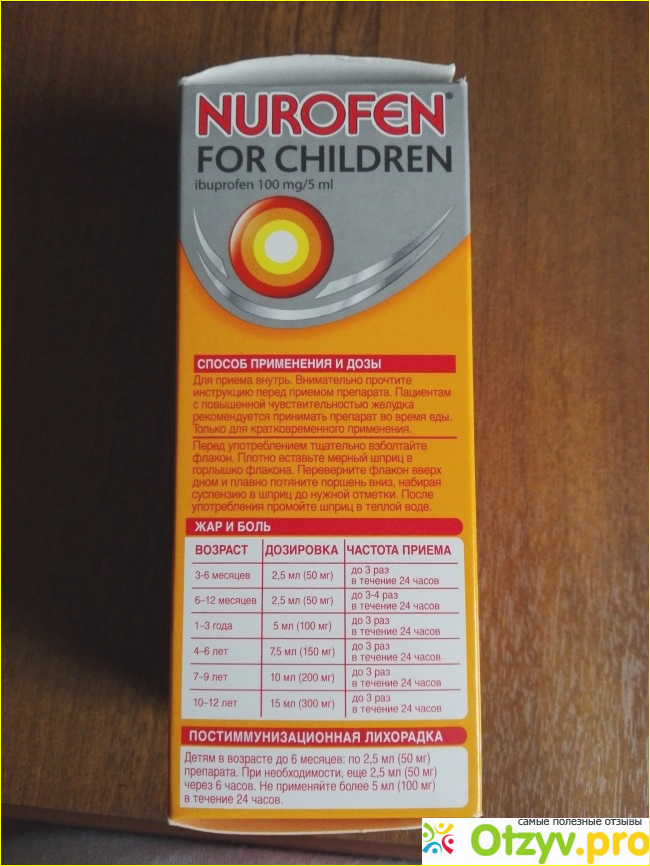 NUROFEN®
FOR CHILDREN
ibuprofen 100 mg/5 ml
СПОСОБ ПРИМЕНЕНИЯ И ДОЗЫ
Для приема внутрь. Внимательно прочтите
инструкцию перед приемом препарата. Пациентам
с повышенной чувствительностью желудка
рекомендуется принимать препарат во время еды.
Только для кратковременного применения.
Перед употреблением тщательно взболтайте
флакон. Плотно вставьте мерный шприц в
горлышко флакона. Переверните флакон вверх
дном и плавно потяните поршень вниз, набирая
суспензию в шприц до нужной отметки. После
употребления промойте шприц в теплой воде.
ЖАР И БОЛЬ
ВОЗРАСТ ДОЗИРОВКА ЧАСТОТА ПРИЕМА
3-6 месяцев 2,5 мл (50 мг) до 3 раз
в течение 24 часов
6–12 месяцев 2,5 мл (50 мг) до 3-4 раз
в течение 24 часов
1–3 года 5 мл (100 мг) до 3 раз
в течение 24 часов
4–6 лет 7,5 мл (150 мг) до 3 раз
в течение 24 часов
7–9 лет 10 мл (200 мг) до 3 раз
в течение 24 часов
10–12 лет 15 мл (300 мг) до 3 раз
в течение 24 часов
ПОСТИММУНИЗАЦИОННАЯ ЛИХОРАДКА
Детям в возрасте до 6 месяцев: по 2,5 мл (50 мг)
препарата. При необходимости, еще 2,5 мл (50 мг)
через 6 часов. Не применяйте более 5 мл (100 мг)
в течение 24 часов.
самые полезные отзывы
Otzyv.pro